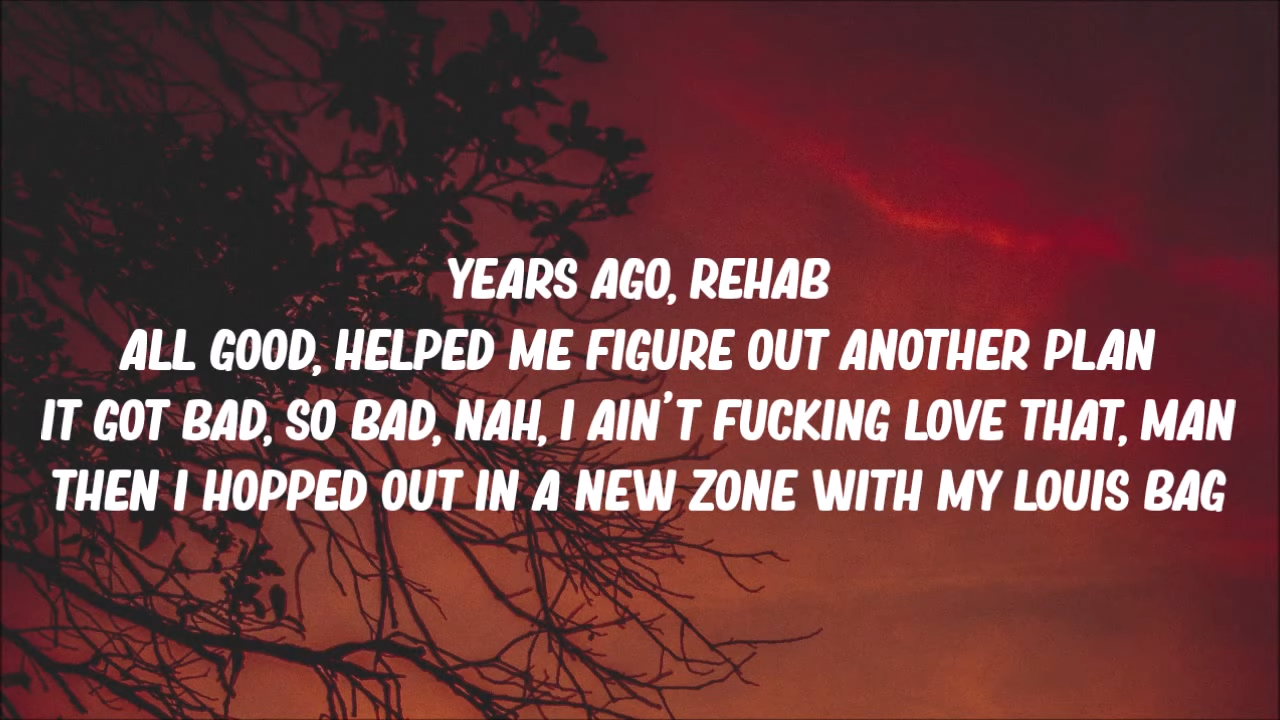 YEARS AGO, REHAB
ALL GOOD, HELPED ME FIGURE OUT ANOTHER PLAN
IT GOT BAD, SO BAD, NAH, I AIN'T FUCKING LOVE THAT, MAN
THEN I HOPPED OUT IN A NEW ZONE WITH MY LOUIS BAG